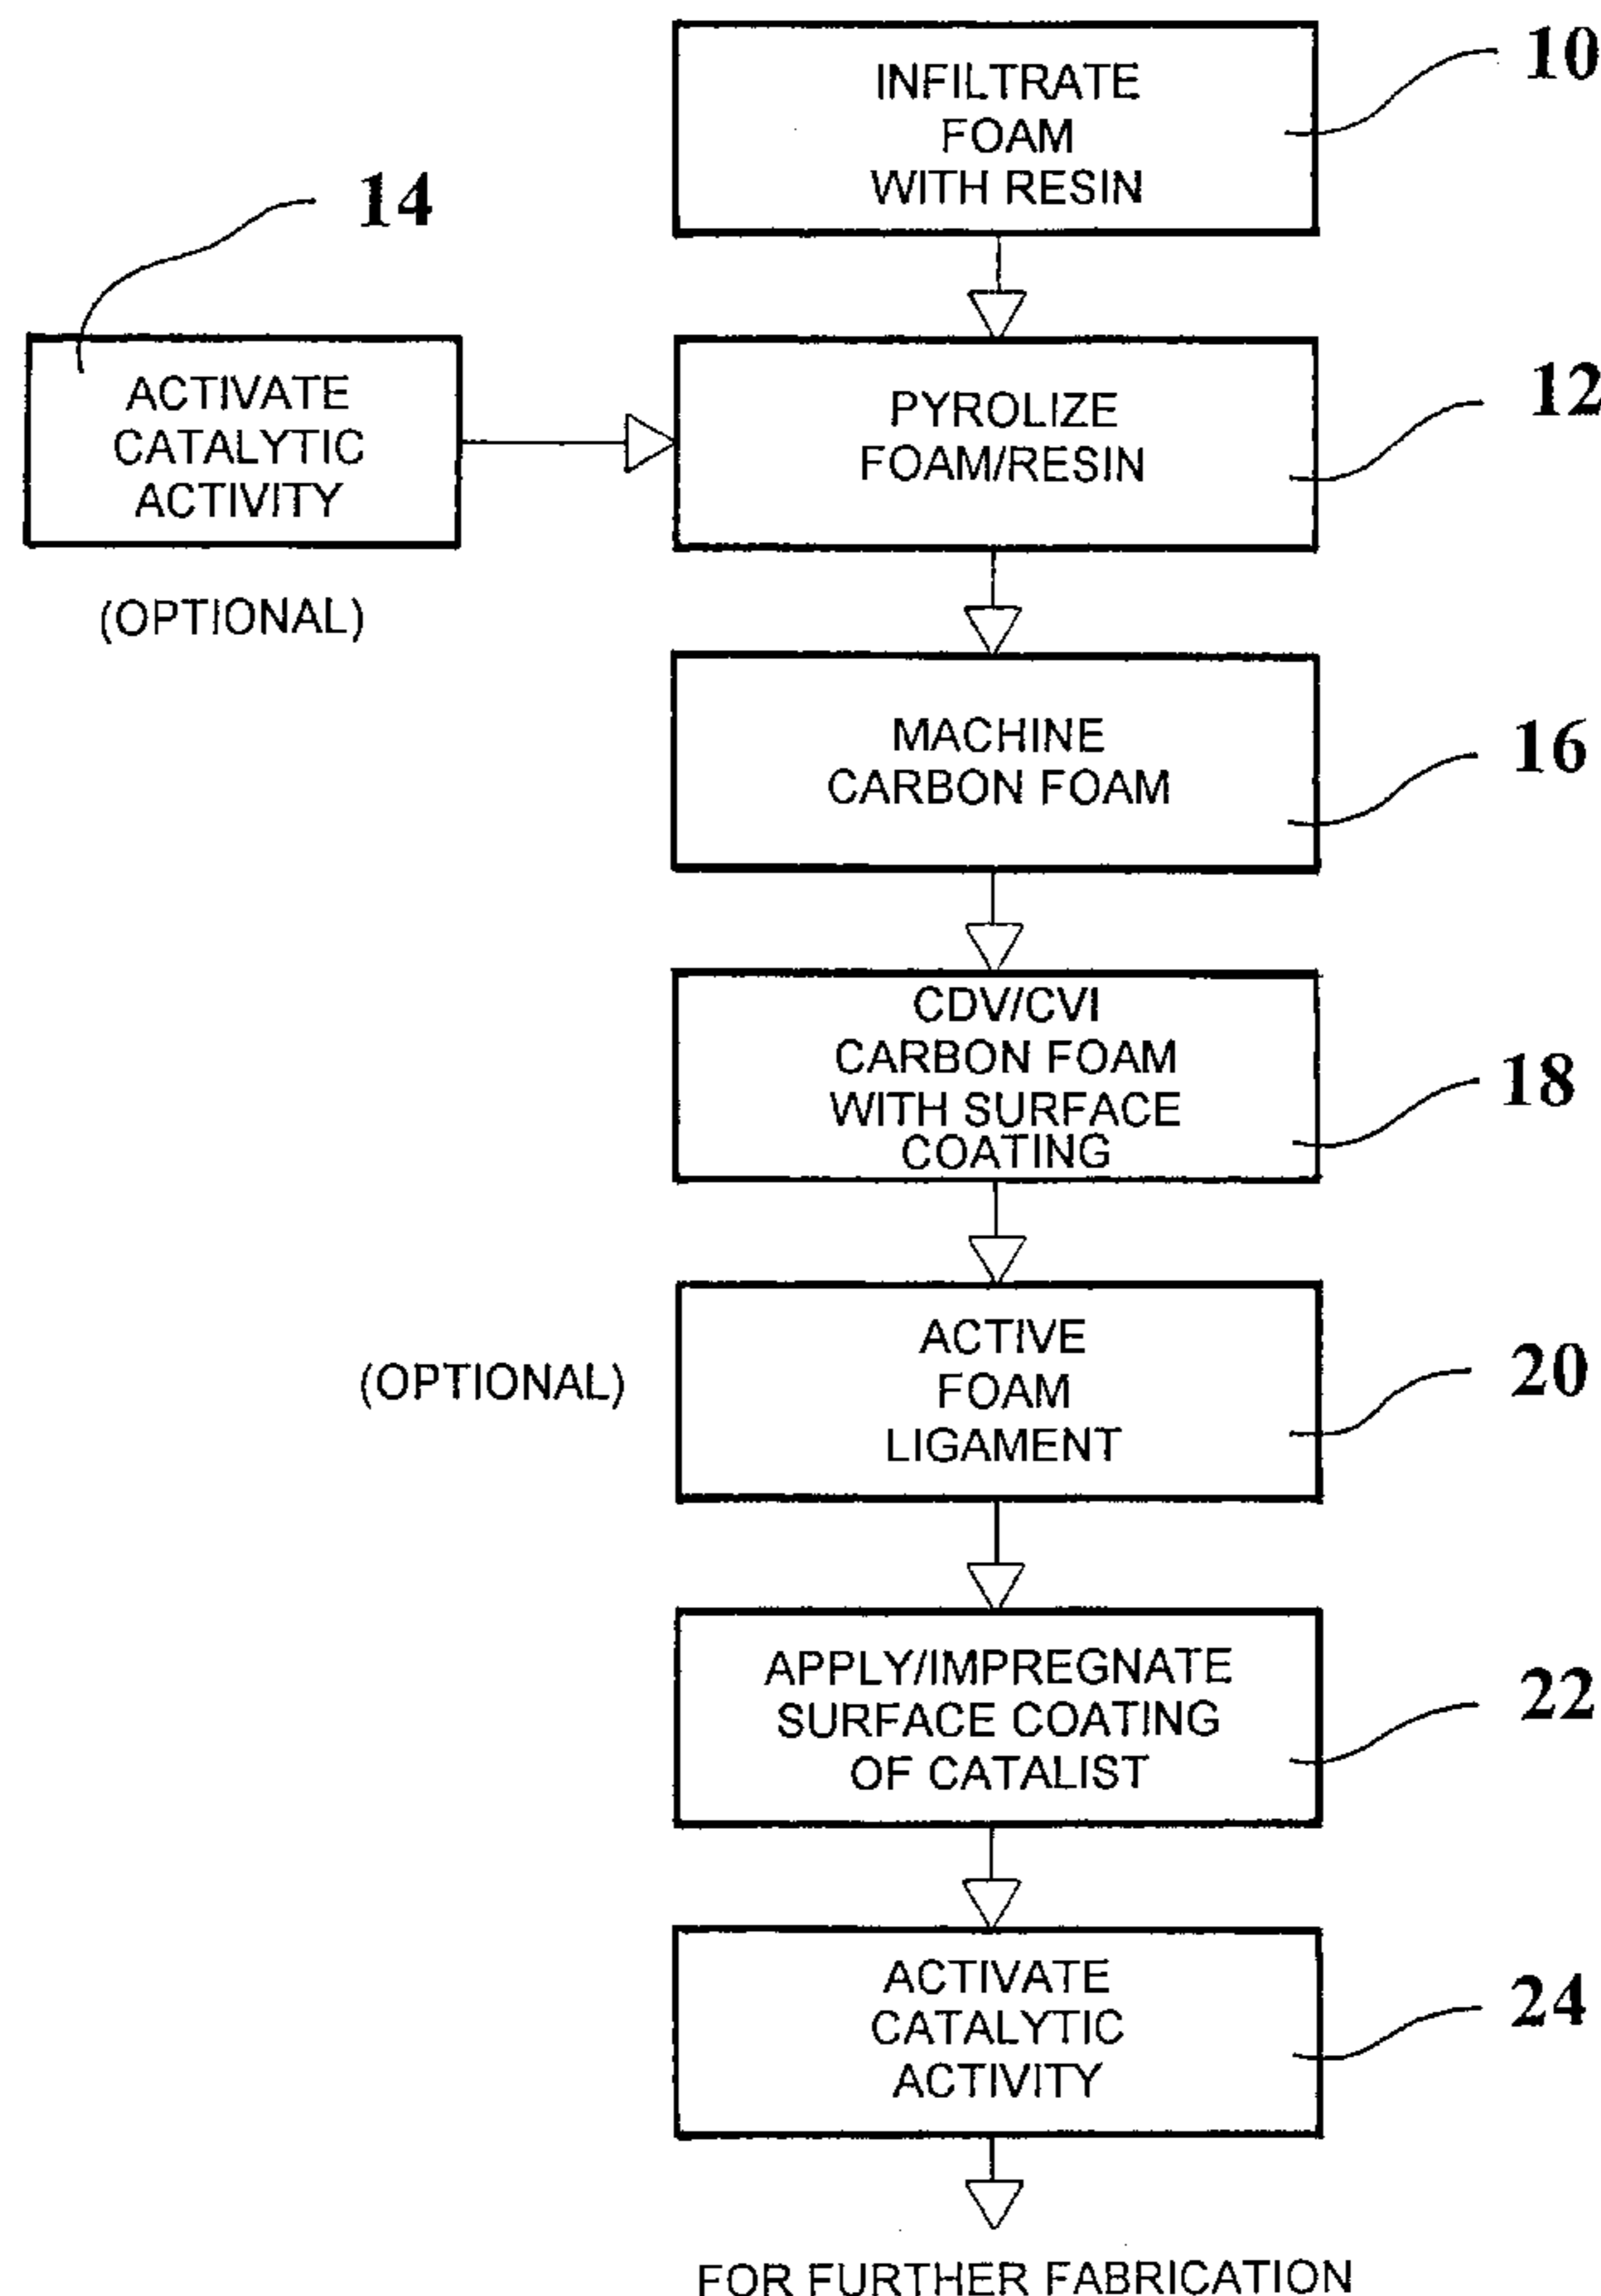 INFILTRATE
FOAM
WITH RESIN
10
14
ACTIVATE
CATALYTIC
ACTIVITY
(OPTIONAL)
PYROLIZE
FOAM/RESIN
12
MACHINE
CARBON FOAM
16
CDV/CVI
CARBON FOAM
WITH SURFACE
COATING
18
(OPTIONAL)
ACTIVE
FOAM
LIGAMENT
20
APPLY/IMPREGNATE
SURFACE COATING
OF CATALIST
22
ACTIVATE
CATALYTIC
ACTIVITY
24
FOR FURTHER FABRICATION